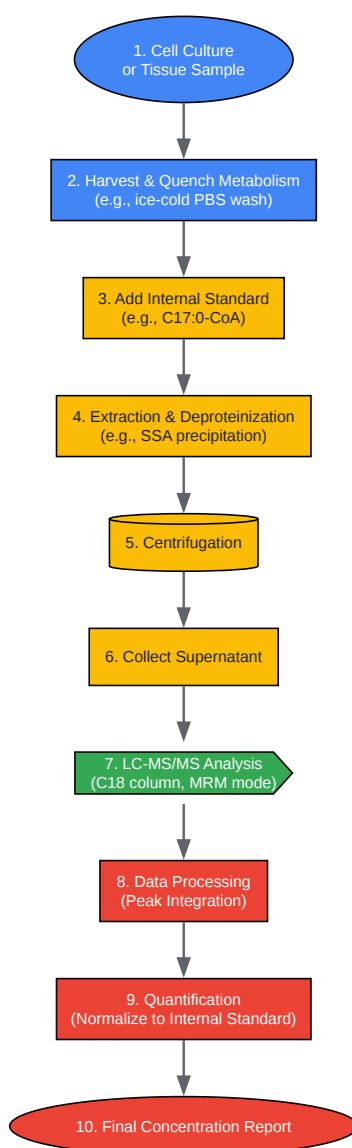 1. Cell Culture
or Tissue Sample
2. Harvest & Quench Metabolism
(e.g., ice-cold PBS wash)
3. Add Internal Standard
(e.g., C17:0-CoA)
4. Extraction & Deproteinization
(e.g., SSA precipitation)
5. Centrifugation
6. Collect Supernatant
7. LC-MS/MS Analysis
(C18 column, MRM mode)
8. Data Processing
(Peak Integration)
9. Quantification
(Normalize to Internal Standard)
10. Final Concentration Report